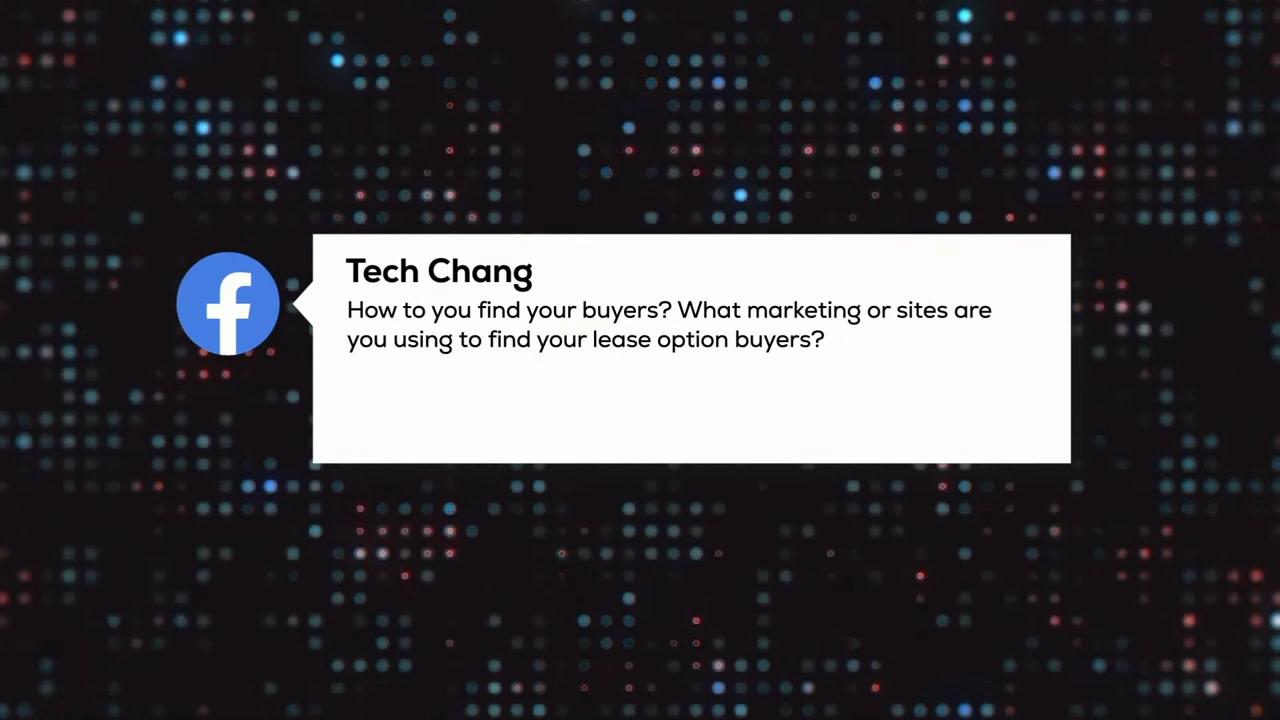 Tech Chang
How to you find your buyers? What marketing or sites are
you using to find your lease option buyers?